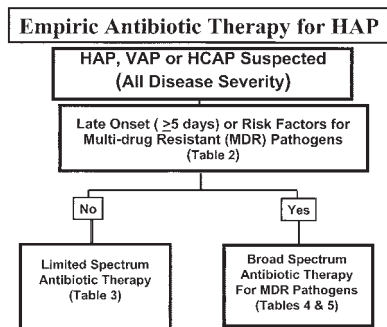 Empiric Antibiotic Therapy for HAP
HAP, VAP or HCAP Suspected
(All Disease Severity)
Late Onset ( ≥5 days) or Risk Factors for
Multi-drug Resistant (MDR) Pathogens
(Table 2)
No
Yes
Limited Spectrum
Antibiotic Therapy
(Table 3)
Broad Spectrum
Antibiotic Therapy
For MDR Pathogens
(Tables 4 & 5)